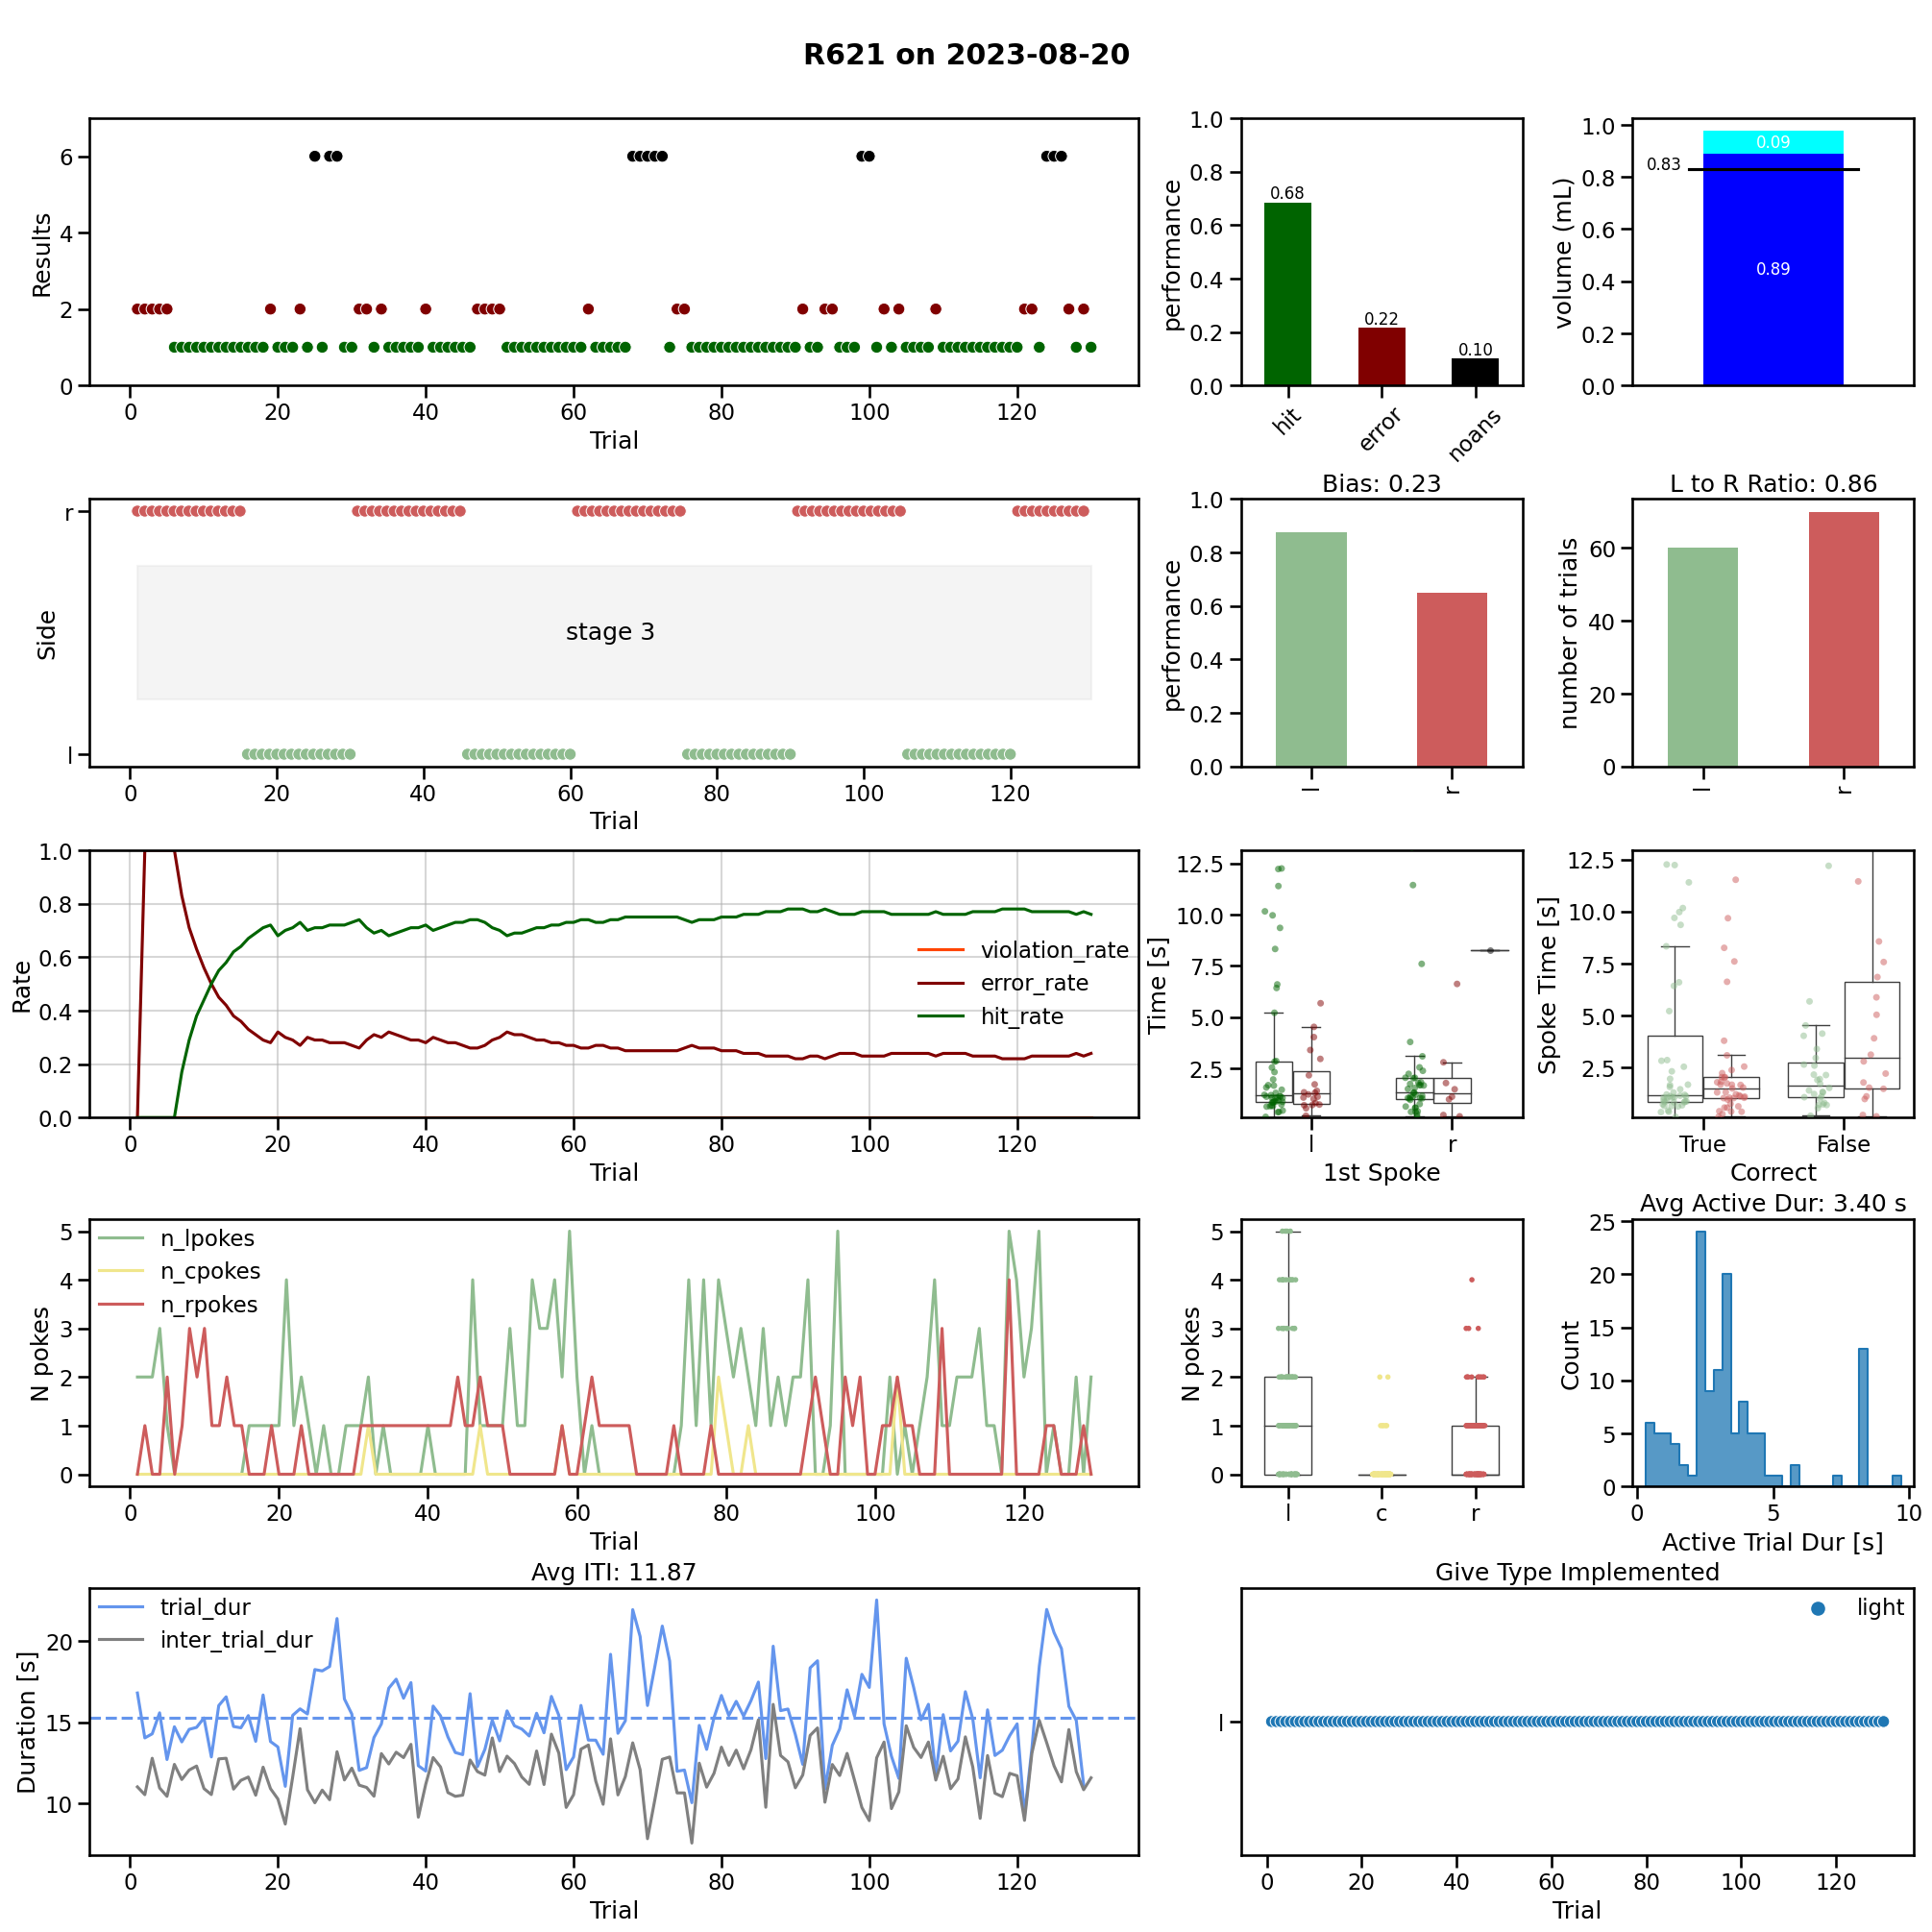 R621 on 2023-08-20
Results
6
4
2
0
0 20 40 60 80 100 120
Trial
performance
1.0
0.8
0.6
0.4
0.2
0.0
0.68
0.22
0.10
hit error noans
volume (mL)
1.0
0.8
0.6
0.4
0.2
0.0
0.09
0.83
0.89
Side
r
stage 3
l
0 20 40 60 80 100 120
Trial
Bias: 0.23
performance
1.0
0.8
0.6
0.4
0.2
0.0
l r
L to R Ratio: 0.86
number of trials
60
40
20
0
l r
Rate
1.0
0.8
0.6
0.4
0.2
0.0
violation_rate
error_rate
hit_rate
0 20 40 60 80 100 120
Trial
Time [s]
12.5
10.0
7.5
5.0
2.5
l r
1st Spoke
Spoke Time [s]
12.5
10.0
7.5
5.0
2.5
True False
Correct
N pokes
5
4
3
2
1
0
n_lpokes
n_cpokes
n_rpokes
0 20 40 60 80 100 120
Trial
N pokes
5
4
3
2
1
0
l c r
Avg Active Dur: 3.40 s
Count
25
20
15
10
5
0
0 5 10
Active Trial Dur [s]
Avg ITI: 11.87
Duration [s]
20
15
10
trial_dur
inter_trial_dur
0 20 40 60 80 100 120
Trial
Give Type Implemented
light
l
0 20 40 60 80 100 120
Trial